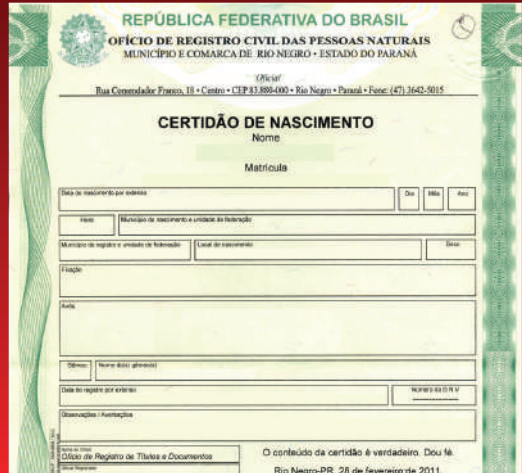 REPÚBLICA FEDERATIVA DO BRASIL
OFÍCIO DE REGISTRO CIVIL DAS PESSOAS NATURAIS
MUNICÍPIO E COMARCA DE RIO NEGRO • ESTADO DO PARANÁ
Oficial
Rua Comendador Franco, 18 • Centro • CEP 83.880-000 • Rio Negro • Paraná • Fone: (47) 3642-5015
CERTIDÃO DE NASCIMENTO
Nome
Matrícula
Data de nascimento por extenso Dia Mês Ano
Hora Município de nascimento e unidade da federação
Município de registro e unidade da federação Local de nascimento Sexo
Filiação
Avós
Gêmeo Nome do(s) gêmeo(s)
Data do registro por extenso Número da D N V
Observações / Averbações
Nome do Ofício
Ofício de Registro de Títulos e Documentos O conteúdo da certidão é verdadeiro. Dou fé.
Oficial Registrador Rio Negro-PR, 28 de fevereiro de 2011.